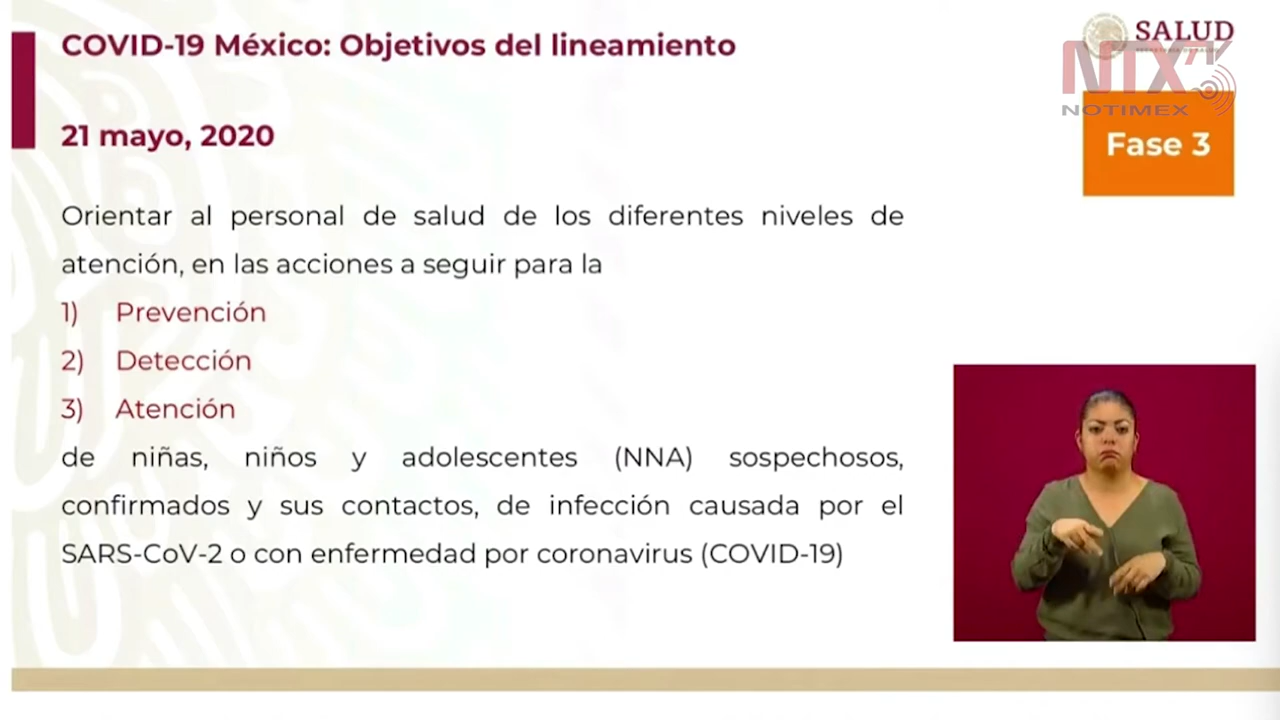 COVID-19 México: Objetivos del lineamiento
SALUD
NTX
NOTIMEX
21 mayo, 2020
Fase 3
Orientar al personal de salud de los diferentes niveles de
atención, en las acciones a seguir para la
1) Prevención
2) Detección
3) Atención
de niñas, niños y adolescentes (NNA) sospechosos,
confirmados y sus contactos, de infección causada por el
SARS-CoV-2 o con enfermedad por coronavirus (COVID-19)